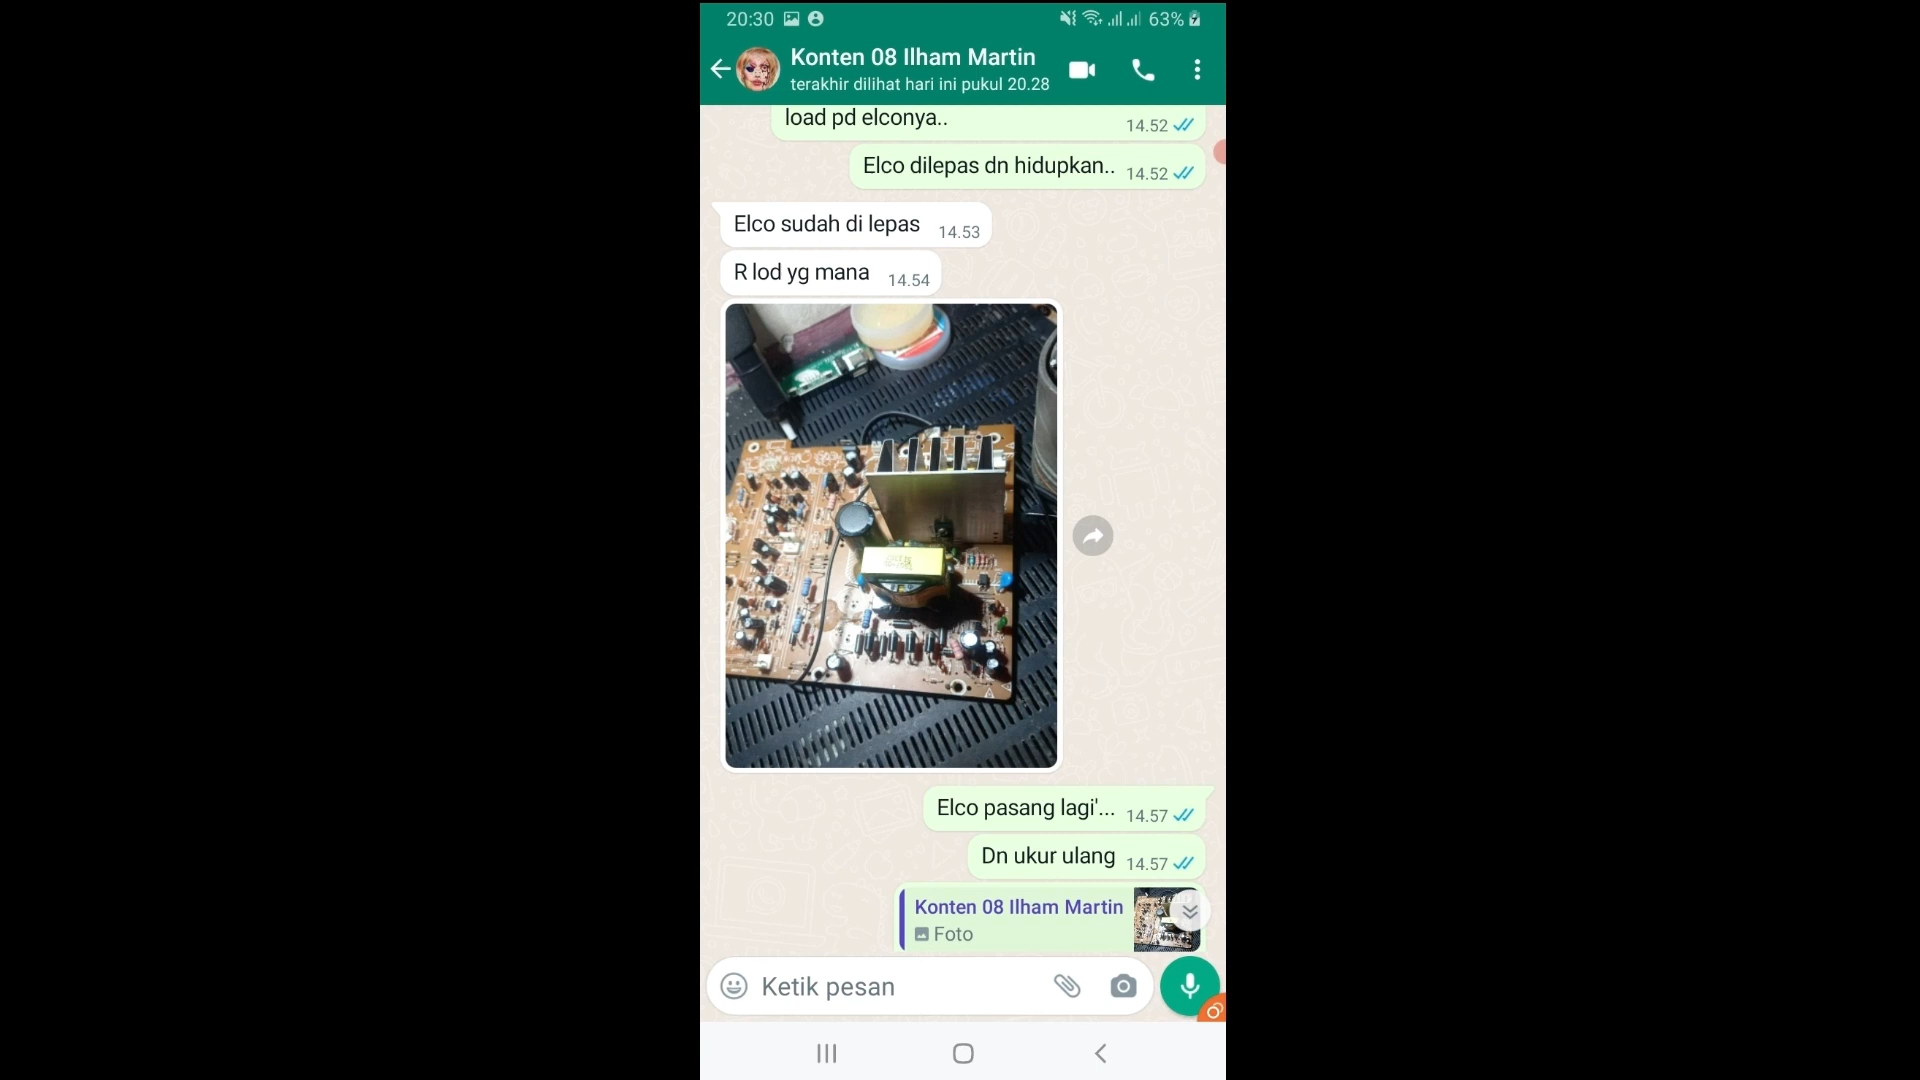 20:30
63%
Konten 08 Ilham Martin
terakhir dilihat hari ini pukul 20.28
load pd elconya..
14.52
Elco dilepas dn hidupkan..
14.52
Elco sudah di lepas
14.53
R lod yg mana
14.54
Elco pasang lagi'...
14.57
Dn ukur ulang
14.57
Konten 08 Ilham Martin
Foto
Ketik pesan